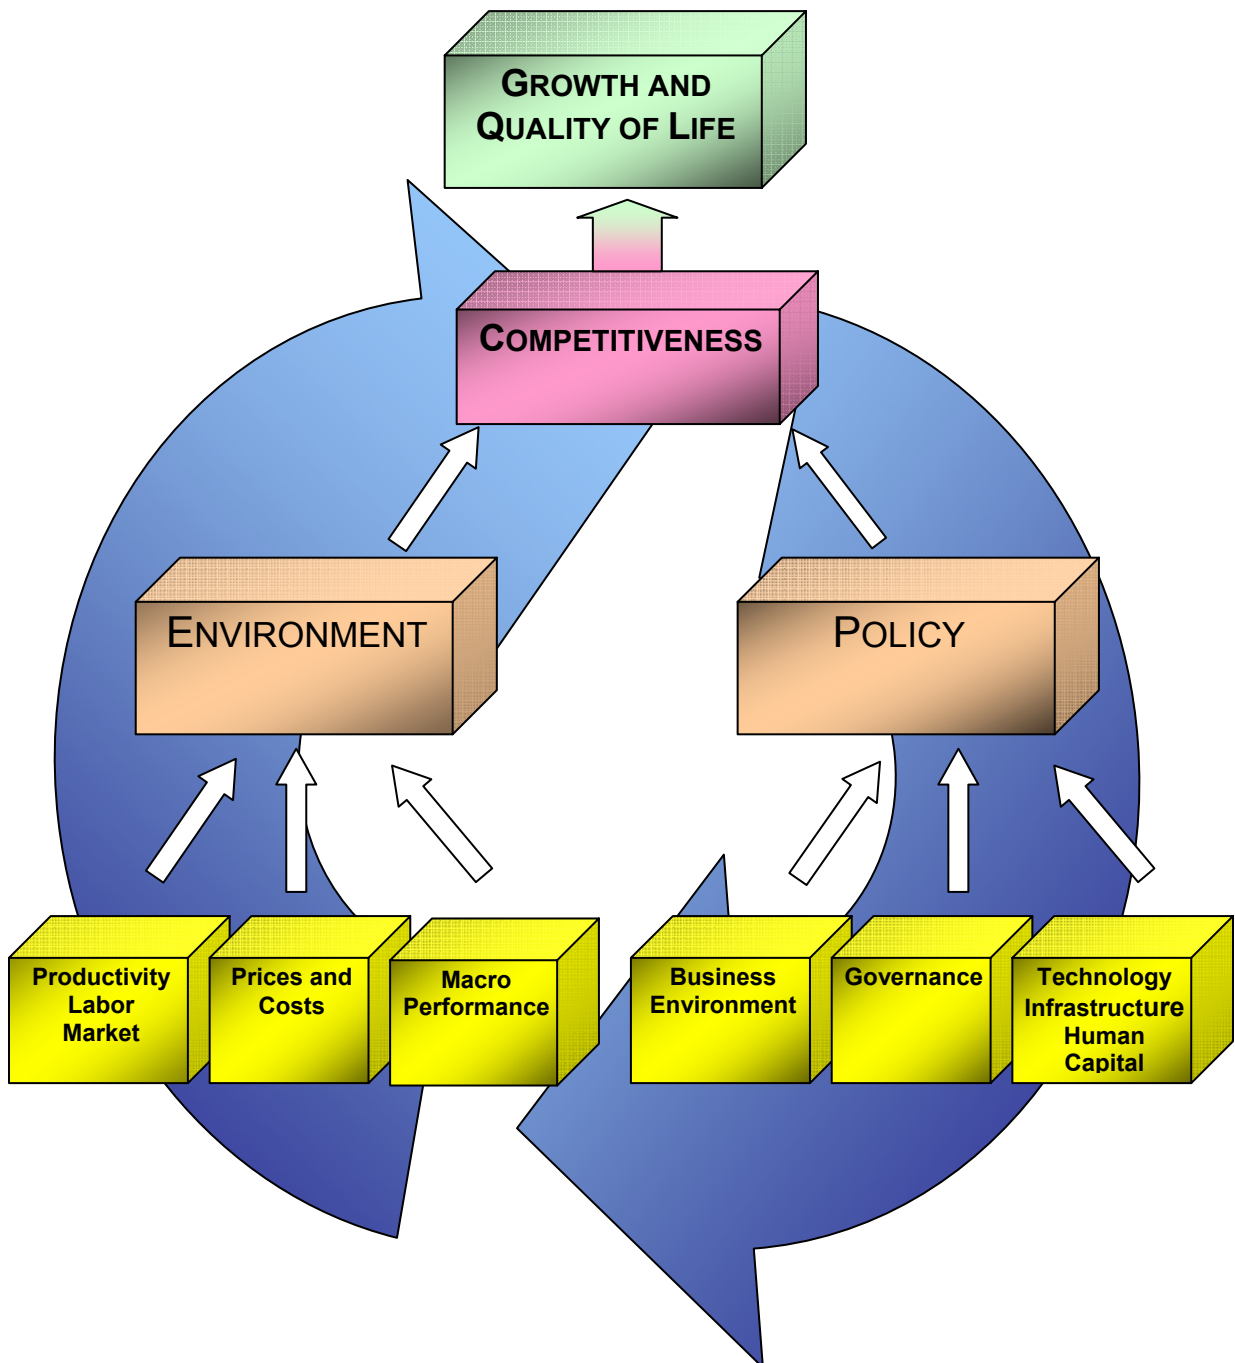 GROWTH AND
QUALITY OF LIFE
COMPETITIVENESS
ENVIRONMENT
POLICY
Productivity
Labor
Market
Prices and
Costs
Macro
Performance
Business
Environment
Governance
Technology
Infrastructure
Human
Capital